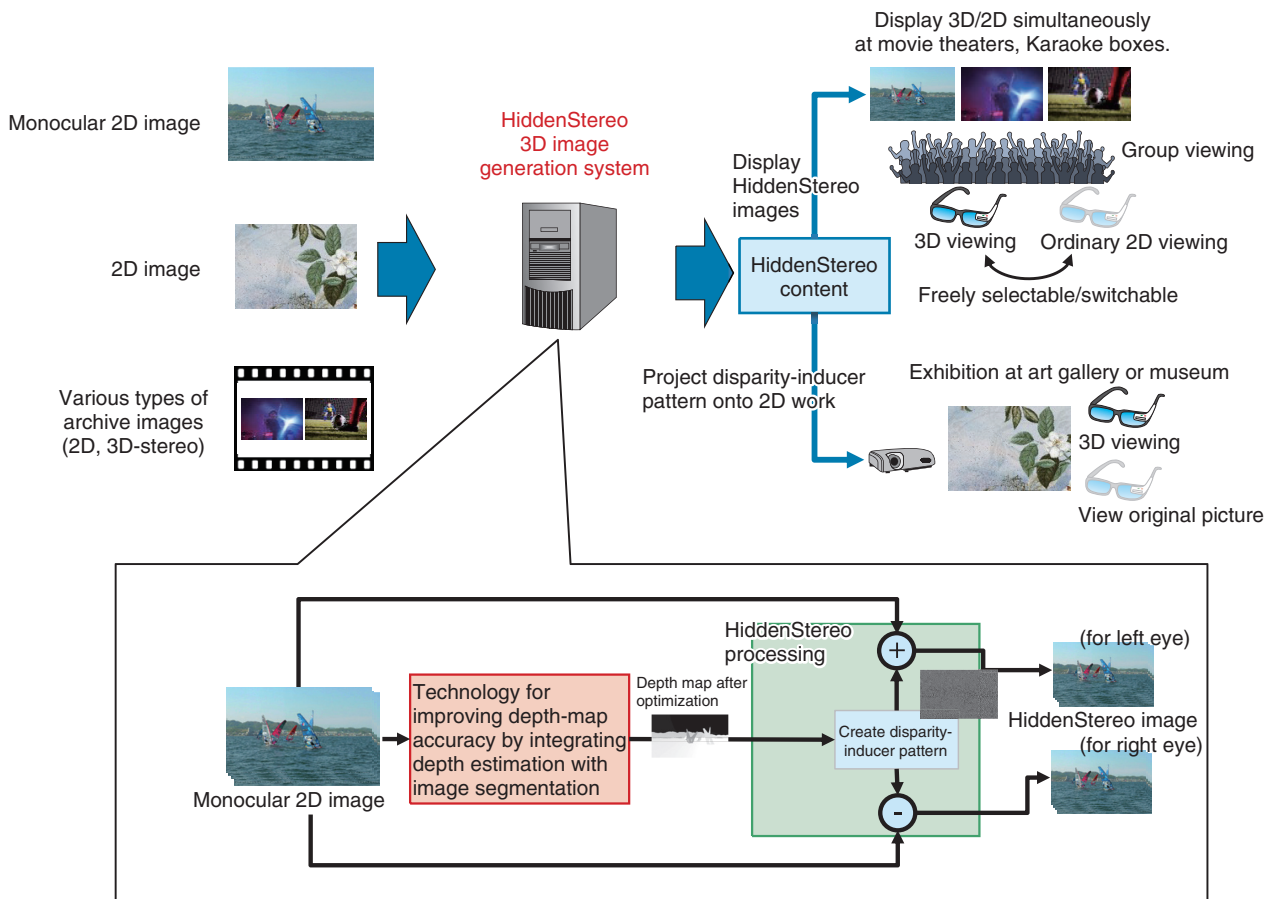 Display 3D/2D simultaneously
at movie theaters, Karaoke boxes.
Monocular 2D image
HiddenStereo
3D image
generation system
Group viewing
Display
HiddenStereo
images
3D viewing
Ordinary 2D viewing
2D image
HiddenStereo
content
Freely selectable/switchable
Various types of
archive images
(2D, 3D-stereo)
Project disparity-inducer
pattern onto 2D work
Exhibition at art gallery or museum
3D viewing
View original picture
HiddenStereo
processing
+
(for left eye)
Technology for
improving depth-map
accuracy by integrating
depth estimation with
image segmentation
Depth map after
optimization
Create disparity-
inducer pattern
HiddenStereo image
(for right eye)
Monocular 2D image
-